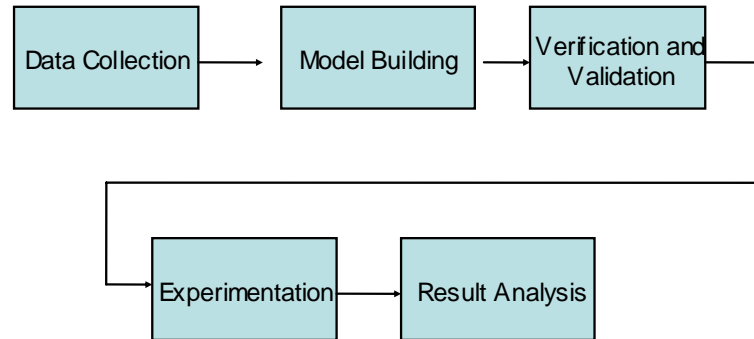 Data Collection
Model Building
Verification and
Validation
Experimentation
Result Analysis